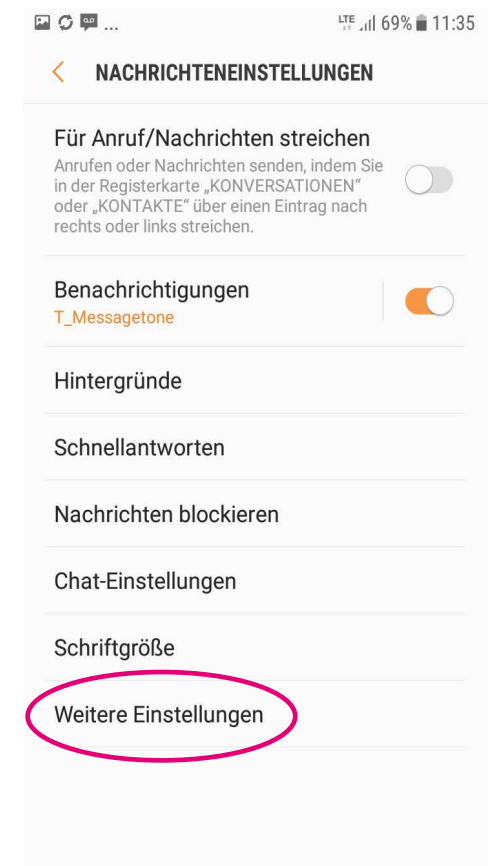 ... LTE 69% 11:35
NACHRICHTENEINSTELLUNGEN
Für Anruf/Nachrichten streichen
Anrufen oder Nachrichten senden, indem Sie
in der Registerkarte „KONVERSATIONEN“
oder „KONTAKTE“ über einen Eintrag nach
rechts oder links streichen.
Benachrichtigungen
T_Messagetone
Hintergründe
Schnellantworten
Nachrichten blockieren
Chat-Einstellungen
Schriftgröße
Weitere Einstellungen